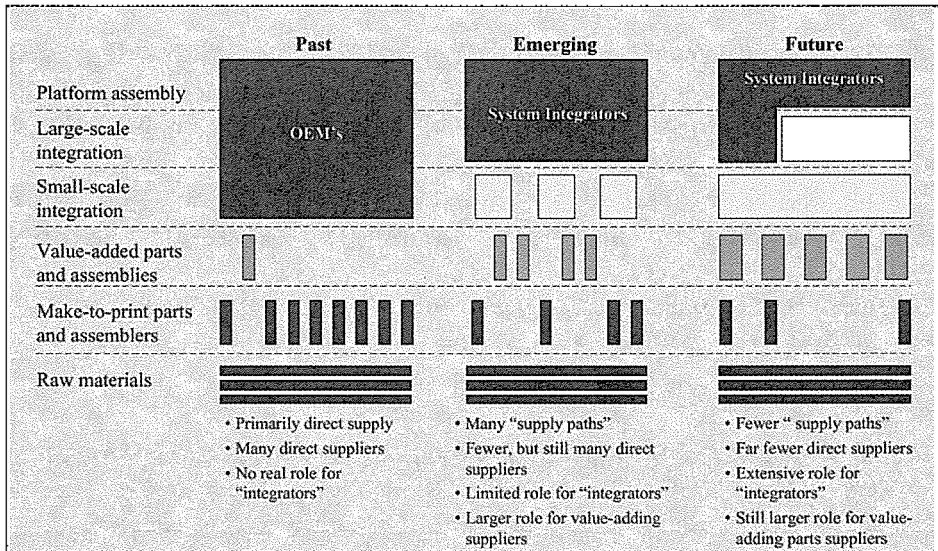 Past
Emerging
Future
Platform assembly
Large-scale
integration
Small-scale
integration
Value-added parts
and assemblies
Make-to-print parts
and assemblers
Raw materials
OEM's
System Integrators
System Integrators
• Primarily direct supply
• Many direct suppliers
• No real role for
"integrators"
• Many "supply paths"
• Fewer, but still many direct
suppliers
• Limited role for "integrators"
• Larger role for value-adding
suppliers
• Fewer " supply paths"
• Far fewer direct suppliers
• Extensive role for
"integrators"
• Still larger role for value-
adding parts suppliers